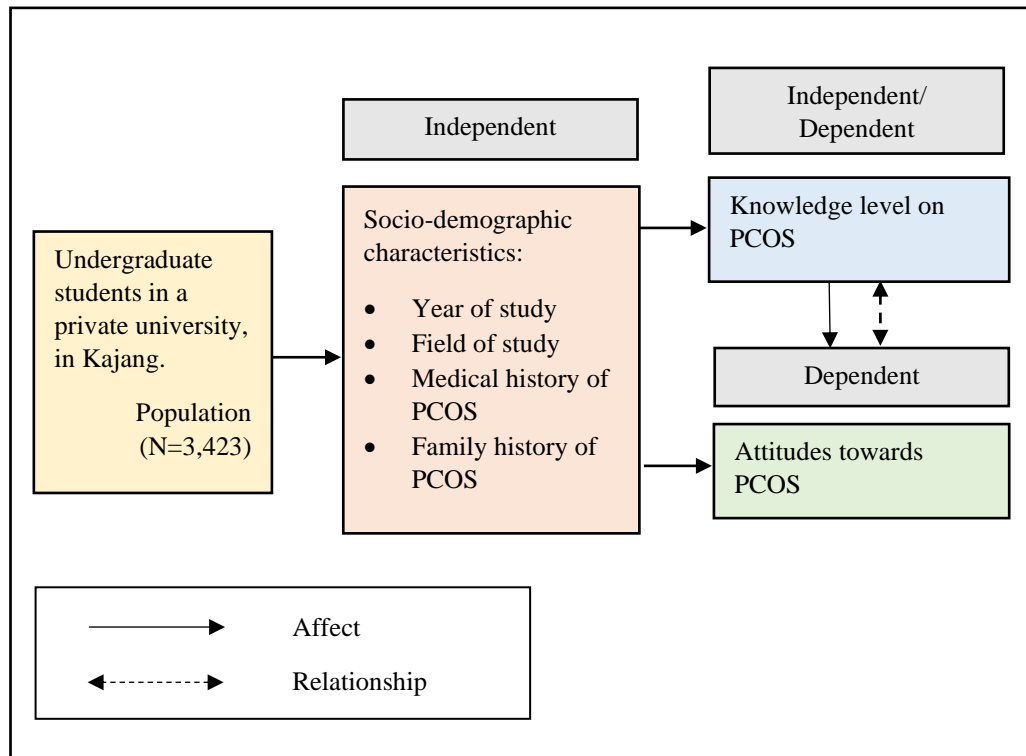 Undergraduate
students in a
private university,
in Kajang.
Population
(N=3,423)
Independent
Socio-demographic
characteristics:
• Year of study
• Field of study
• Medical history of
PCOS
• Family history of
PCOS
Independent/
Dependent
Knowledge level on
PCOS
Dependent
Attitudes towards
PCOS
Affect
Relationship